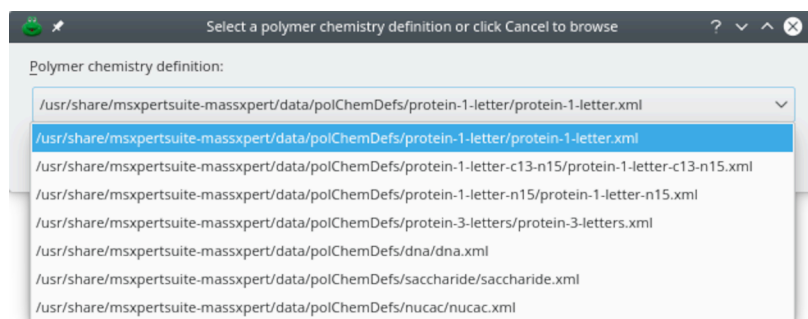 Select a polymer chemistry definition or click Cancel to browse
Polymer chemistry definition:
/usr/share/msxpertsuite-massxpert/data/polChemDefs/protein-1-letter/protein-1-letter.xml
/usr/share/msxpertsuite-massxpert/data/polChemDefs/protein-1-letter/protein-1-letter.xml
/usr/share/msxpertsuite-massxpert/data/polChemDefs/protein-1-letter-c13-n15/protein-1-letter-c13-n15.xml
/usr/share/msxpertsuite-massxpert/data/polChemDefs/protein-1-letter-n15/protein-1-letter-n15.xml
/usr/share/msxpertsuite-massxpert/data/polChemDefs/protein-3-letters/protein-3-letters.xml
/usr/share/msxpertsuite-massxpert/data/polChemDefs/dna/dna.xml
/usr/share/msxpertsuite-massxpert/data/polChemDefs/saccharide/saccharide.xml
/usr/share/msxpertsuite-massxpert/data/polChemDefs/nucac/nucac.xml